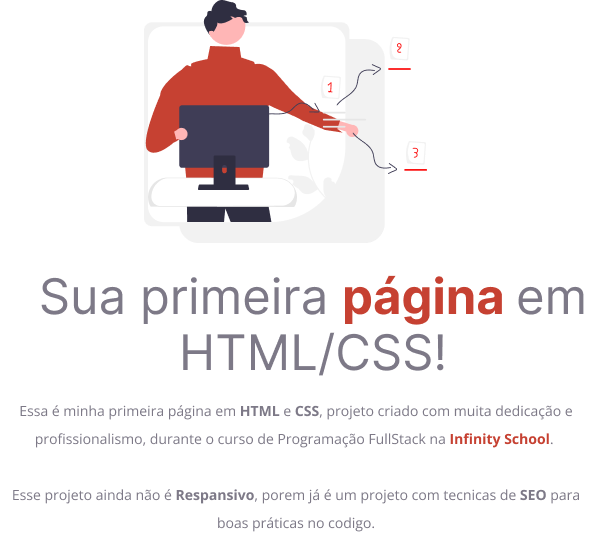 2
1
3
Sua primeira página em
HTML/CSS!
Essa é minha primeira página em HTML e CSS, projeto criado com muita dedicação e
profissionalismo, durante o curso de Programação FullStack na Infinity School.
Esse projeto ainda não é Respansivo, porem já é um projeto com tecnicas de SEO para
boas práticas no codigo.